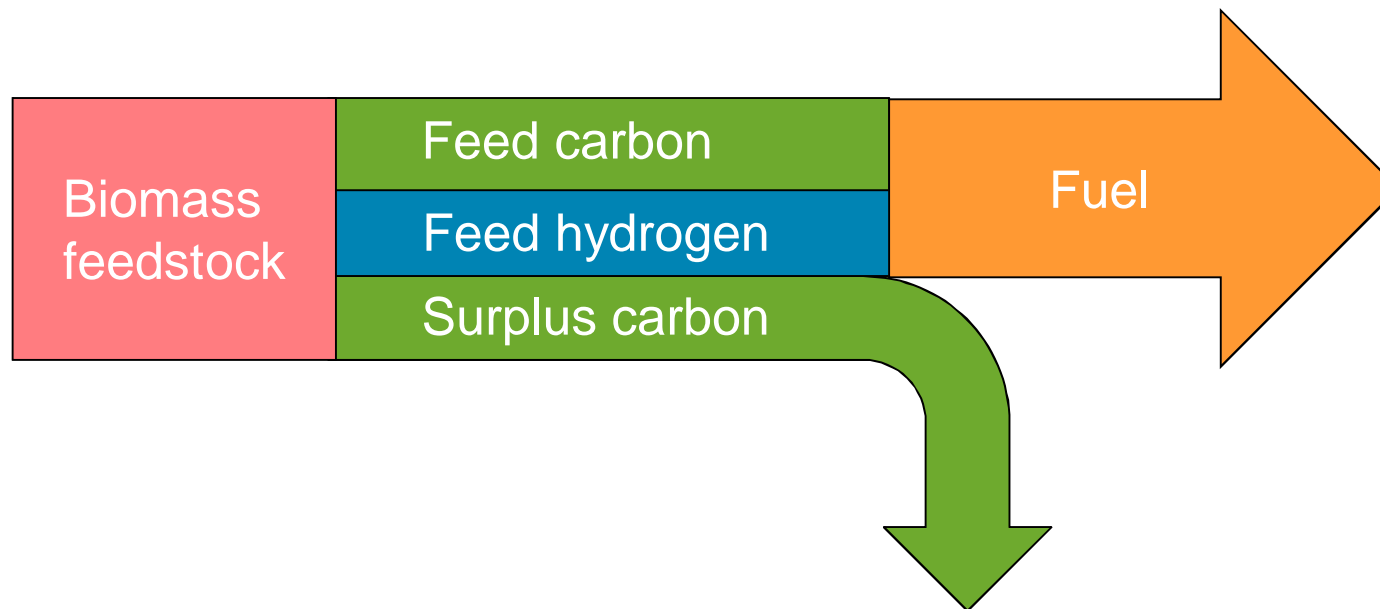 Biomass
feedstock
Feed carbon
Feed hydrogen
Surplus carbon
Fuel